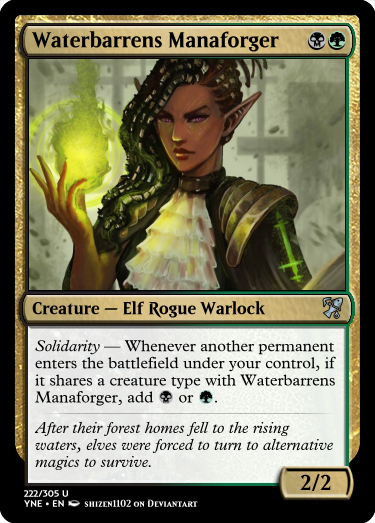 Waterbarrens Manaforger
Creature — Elf Rogue Warlock
Solidarity — Whenever another permanent
enters the battlefield under your control, if
it shares a creature type with Waterbarrens
Manaforger, add or .
After their forest homes fell to the rising
waters, elves were forced to turn to alternative
magics to survive.
2/2
222/305 U
YNE • EN shizen1102 on Deviantart